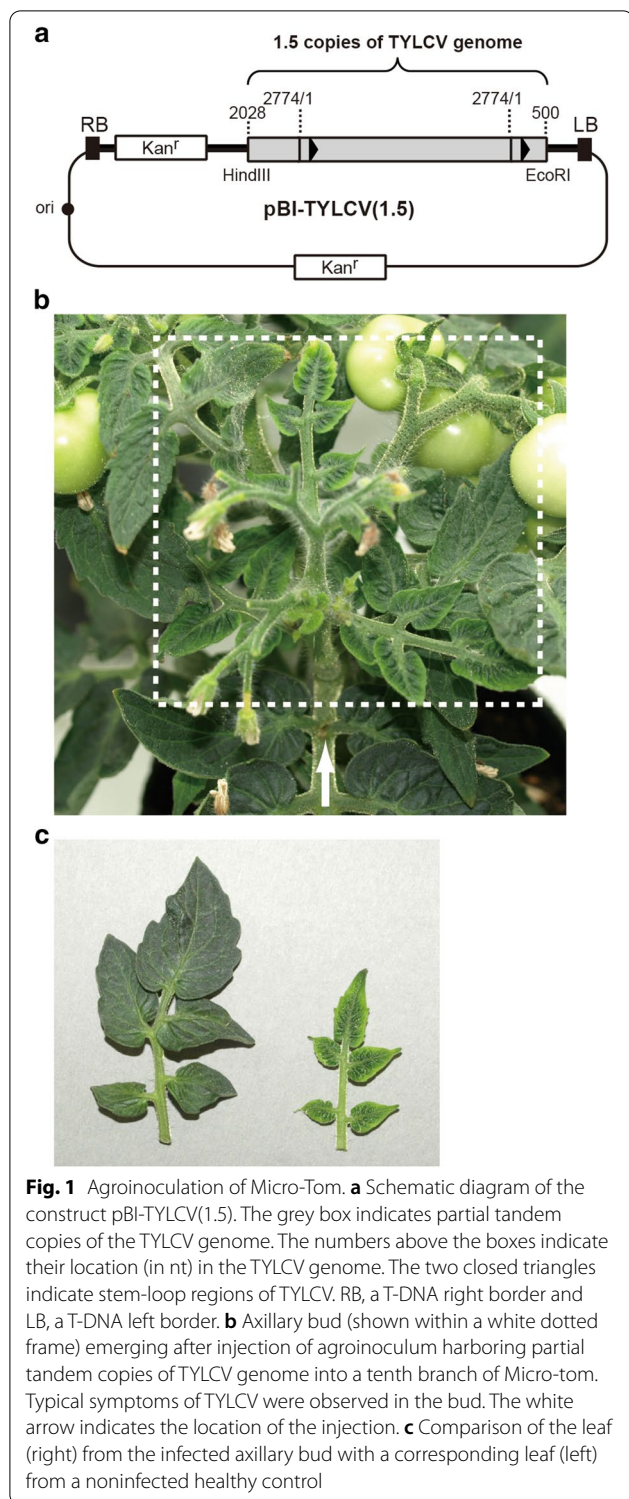 a
1.5 copies of TYLCV genome
2774/1 2774/1
2028 500
RB LB
Kanr
HindIII EcoRI
ori
pBI-TYLCV(1.5)
Kanr
b
c
Fig. 1 Agroinoculation of Micro-Tom. a Schematic diagram of the
construct pBI-TYLCV(1.5). The grey box indicates partial tandem
copies of the TYLCV genome. The numbers above the boxes indicate
their location (in nt) in the TYLCV genome. The two closed triangles
indicate stem-loop regions of TYLCV. RB, a T-DNA right border and
LB, a T-DNA left border. b Axillary bud (shown within a white dotted
frame) emerging after injection of agroinoculum harboring partial
tandem copies of TYLCV genome into a tenth branch of Micro-tom.
Typical symptoms of TYLCV were observed in the bud. The white
arrow indicates the location of the injection. c Comparison of the leaf
(right) from the infected axillary bud with a corresponding leaf (left)
from a noninfected healthy control